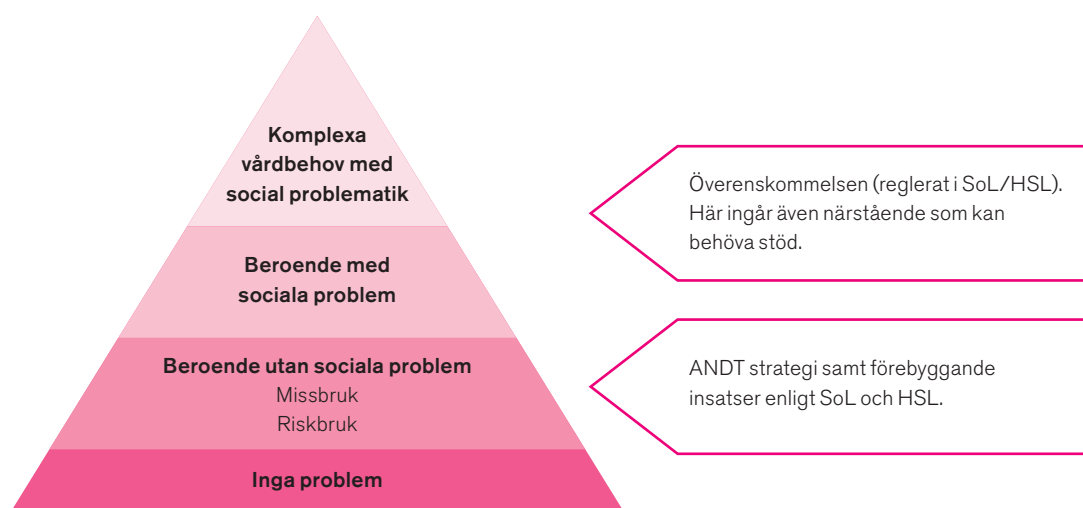 Komplexa
vårdbehov med
social problematik
Överenskommelsen (reglerat i SoL/HSL).
Här ingår även närstående som kan
behöva stöd.
Beroende med
sociala problem
Beroende utan sociala problem
Missbruk
Riskbruk
ANDT strategi samt förebyggande
insatser enligt SoL och HSL.
Inga problem